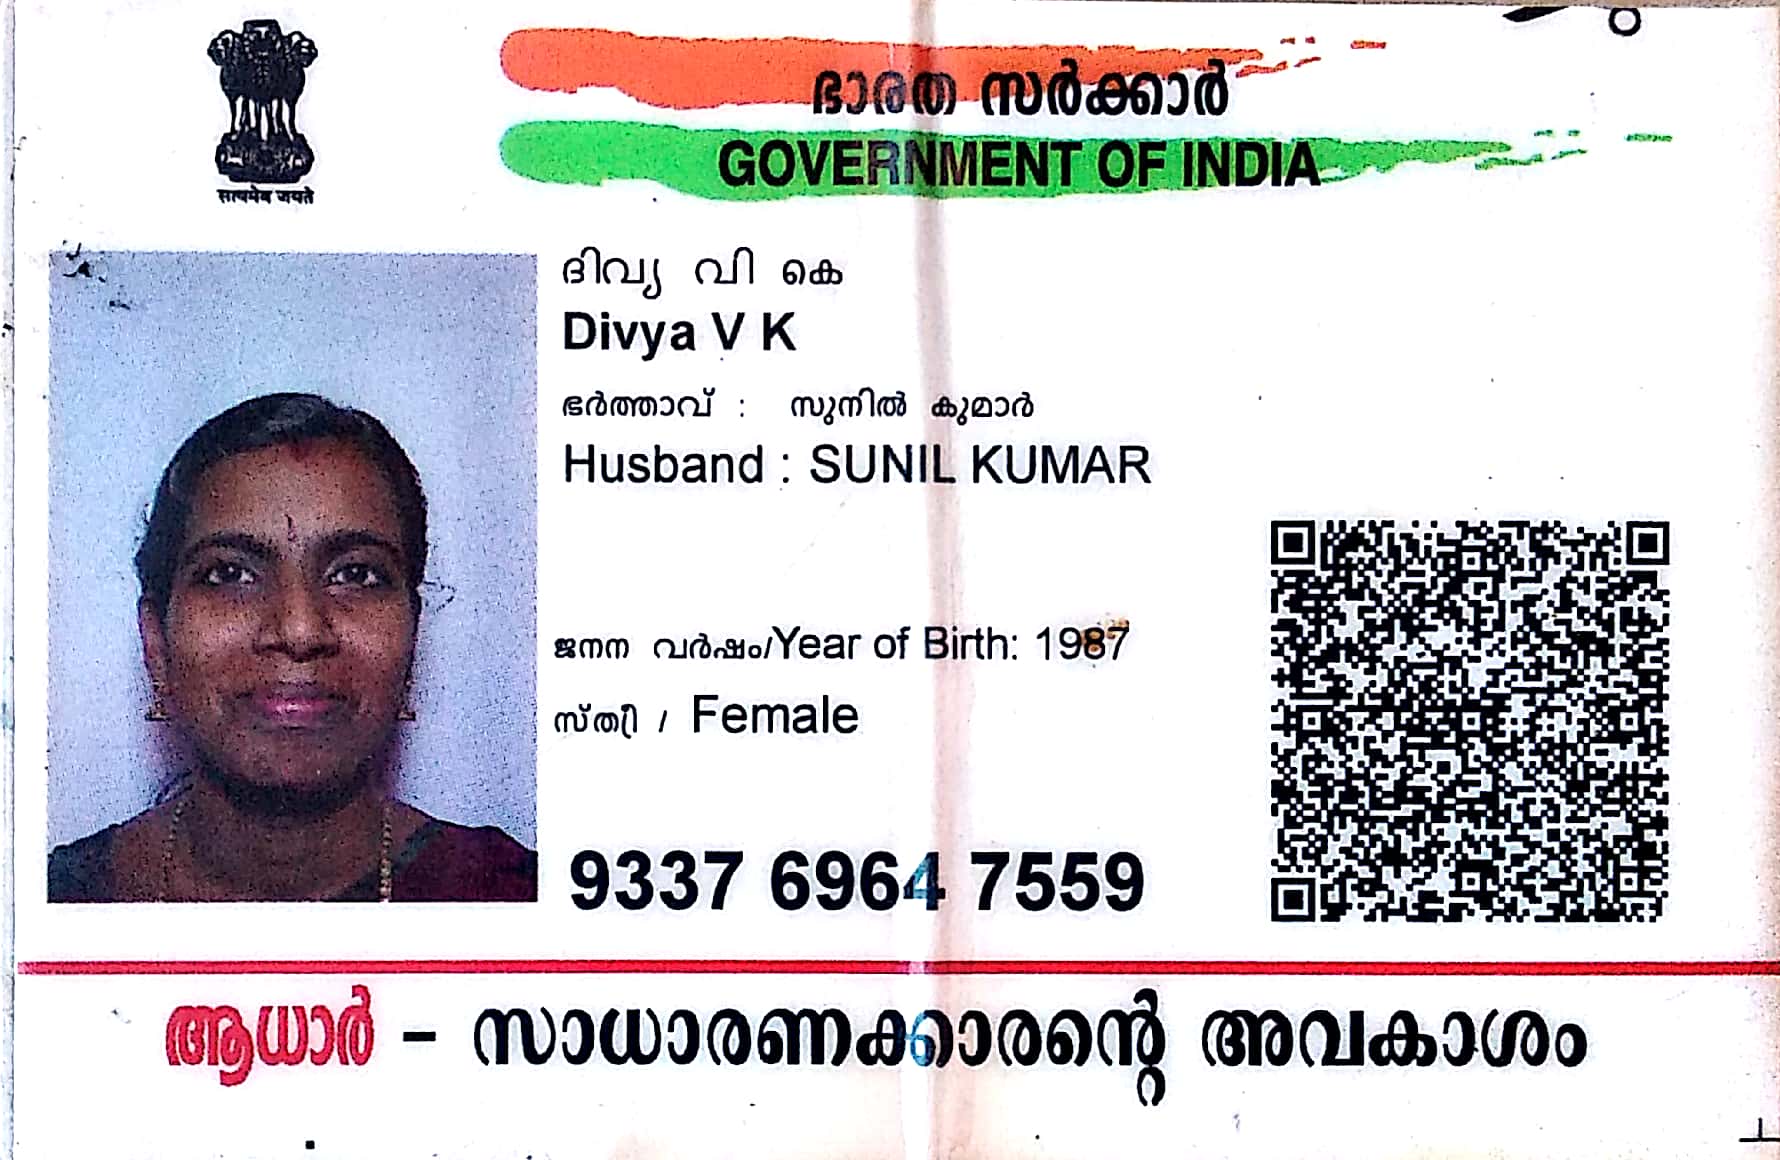 सत्यमेव जयते
ഭാരത സർക്കാർ
GOVERNMENT OF INDIA
ദിവ്യ വി കെ
Divya V K
ഭർത്താവ് : സുനിൽ കുമാർ
Husband : SUNIL KUMAR
ജനന വർഷം/Year of Birth: 1987
സ്ത്രീ / Female
9337 6964 7559
ആധാർ - സാധാരണക്കാരന്റെ അവകാശം